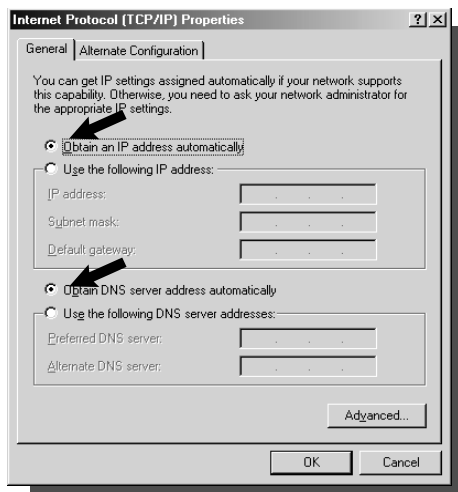 Internet Protocol (TCP/IP) Properties
General
Alternate Configuration
You can get IP settings assigned automatically if your network supports
this capability. Otherwise, you need to ask your network administrator for
the appropriate IP settings.
Obtain an IP address automatically
Use the following IP address:
IP address:
Subnet mask:
Default gateway:
Obtain DNS server address automatically
Use the following DNS server addresses:
Preferred DNS server:
Alternate DNS server:
Advanced...
OK
Cancel